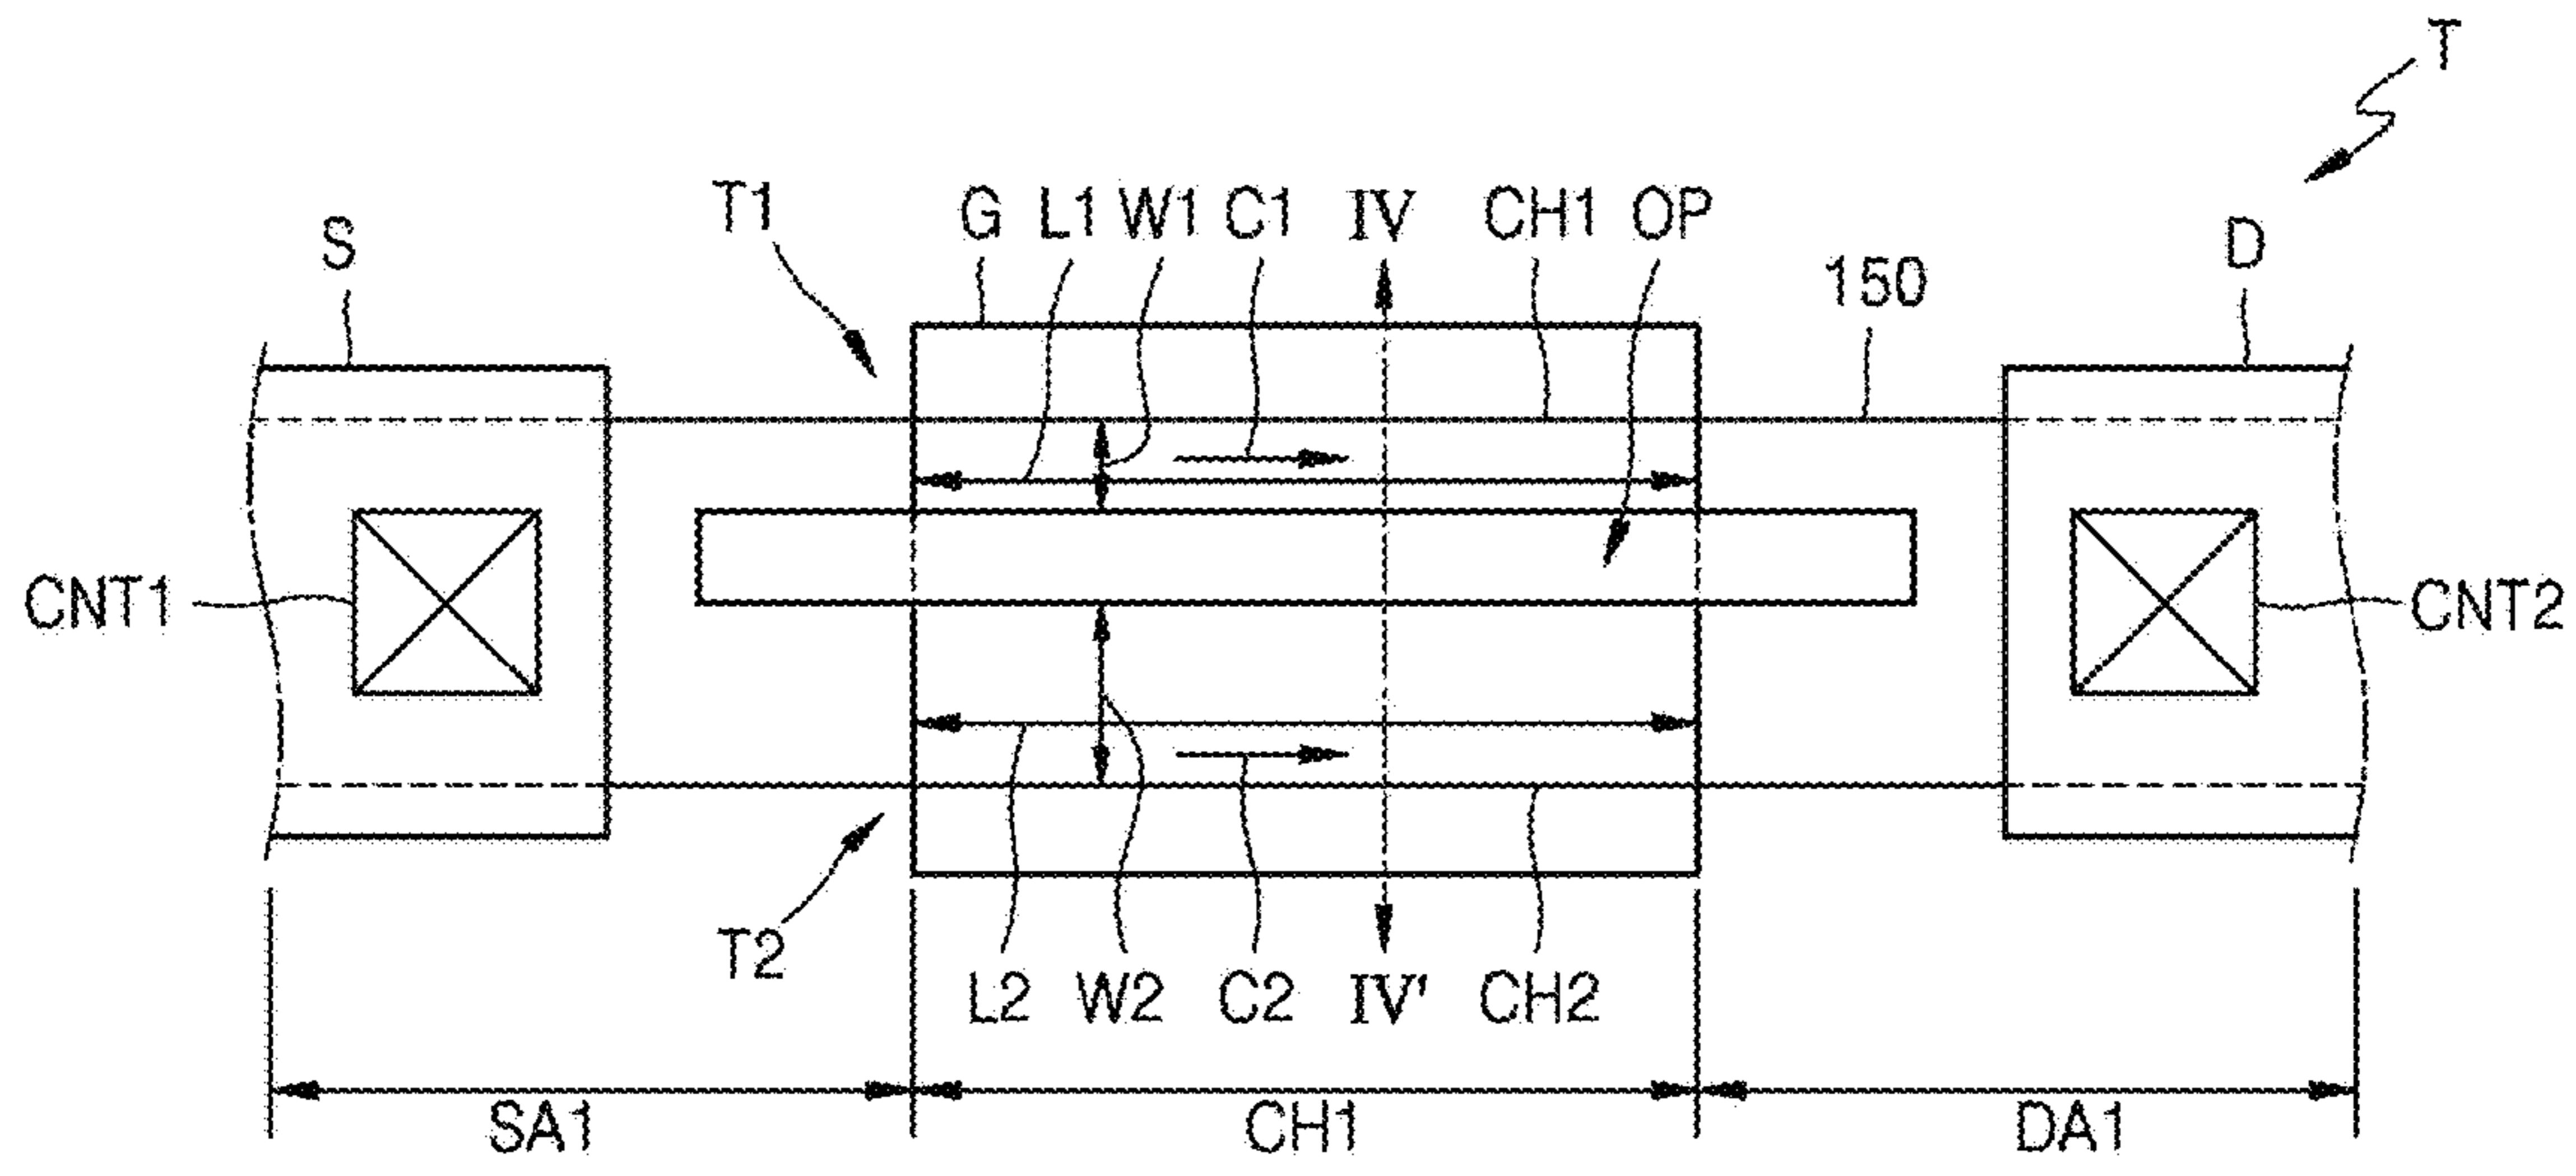 T
T1 G L1 W1 C1 IV CH1 OP
S D
150
CNT1 CNT2
T2
L2 W2 C2 IV' CH2
SA1 CH1 DA1